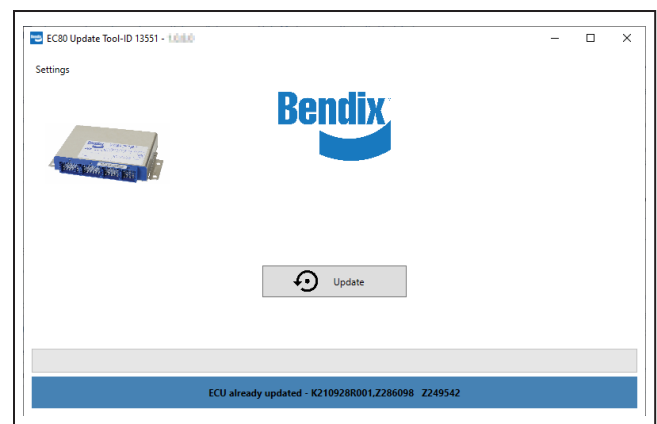 EC80 Update Tool-ID 13551 -
Settings
Bendix
Update
ECU already updated - K210928R001,Z286098 Z249542